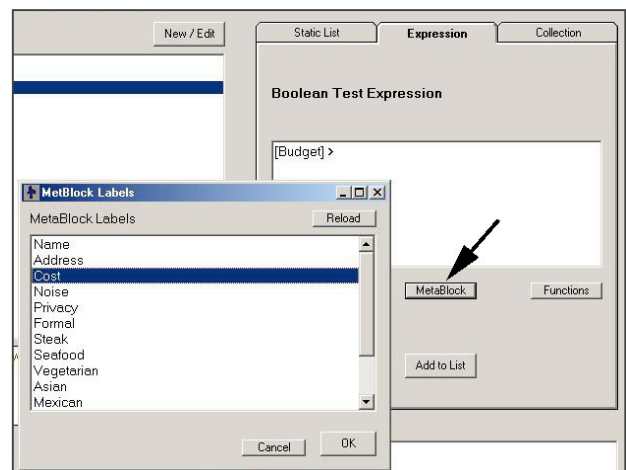 New / Edit
Static List
Expression
Collection
Boolean Test Expression
[Budget] >
MetBlock Labels
MetaBlock Labels
Reload
Name
Address
Cost
Noise
Privacy
Formal
Steak
Seafood
Vegetarian
Asian
Mexican
MetaBlock
Functions
Add to List
Cancel
OK